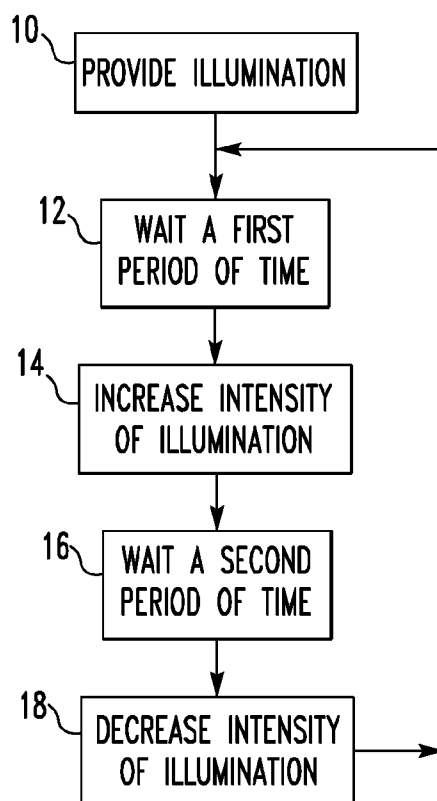 10
PROVIDE ILLUMINATION
12
WAIT A FIRST
PERIOD OF TIME
14
INCREASE INTENSITY
OF ILLUMINATION
16
WAIT A SECOND
PERIOD OF TIME
18
DECREASE INTENSITY
OF ILLUMINATION